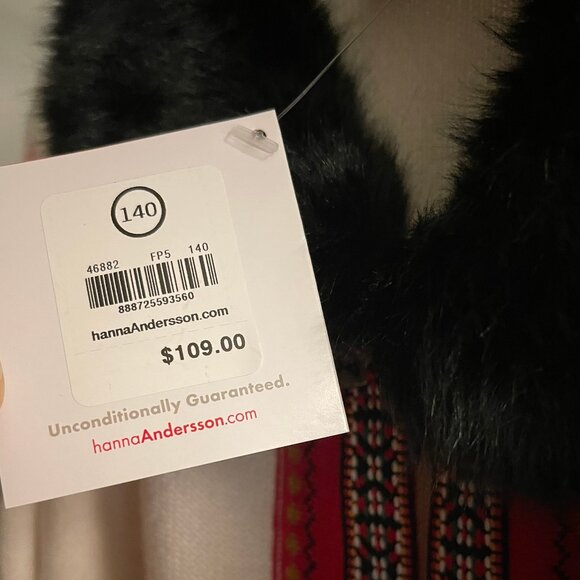 140
46882 FP5 140
888725593560
hannaAndersson.com
$109.00
Unconditionally Guaranteed.
hannaAndersson.com